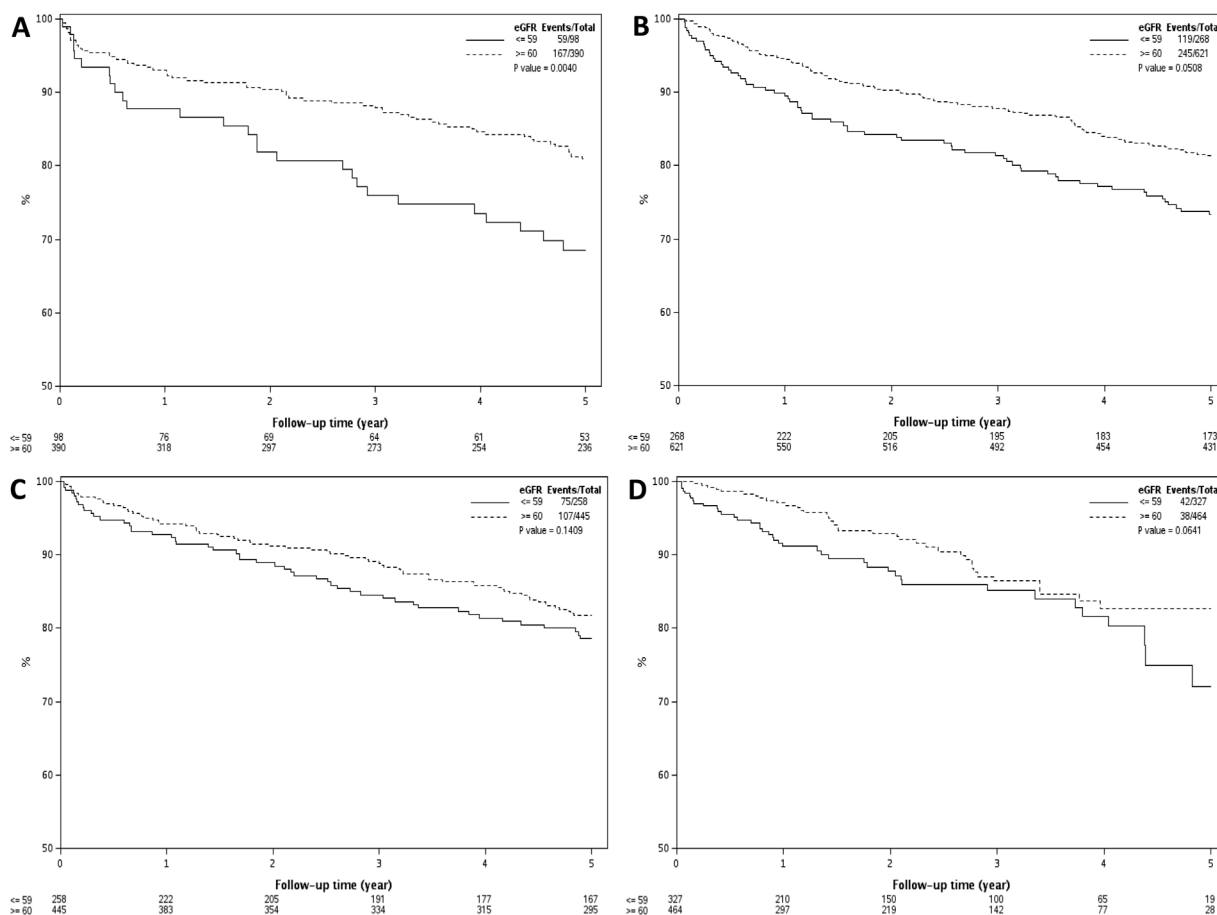 A
100
90
80
70
60
50
%
eGFR Events/Total
<= 59 59/98
>= 60 167/390
P value = 0.0040
0 1 2 3 4 5
Follow-up time (year)
<= 59 98 76 69 64 61 53
>= 60 390 318 297 273 254 236
B
100
90
80
70
60
50
%
eGFR Events/Total
<= 59 119/268
>= 60 245/621
P value = 0.0508
0 1 2 3 4 5
Follow-up time (year)
<= 59 268 222 205 195 183 173
>= 60 621 550 516 492 454 431
C
100
90
80
70
60
50
%
eGFR Events/Total
<= 59 75/258
>= 60 107/445
P value = 0.1409
0 1 2 3 4 5
Follow-up time (year)
<= 59 258 222 205 191 177 167
>= 60 445 383 354 334 315 295
D
100
90
80
70
60
50
%
eGFR Events/Total
<= 59 42/327
>= 60 38/464
P value = 0.0641
0 1 2 3 4 5
Follow-up time (year)
<= 59 327 210 150 100 65 19
>= 60 464 297 219 142 77 28